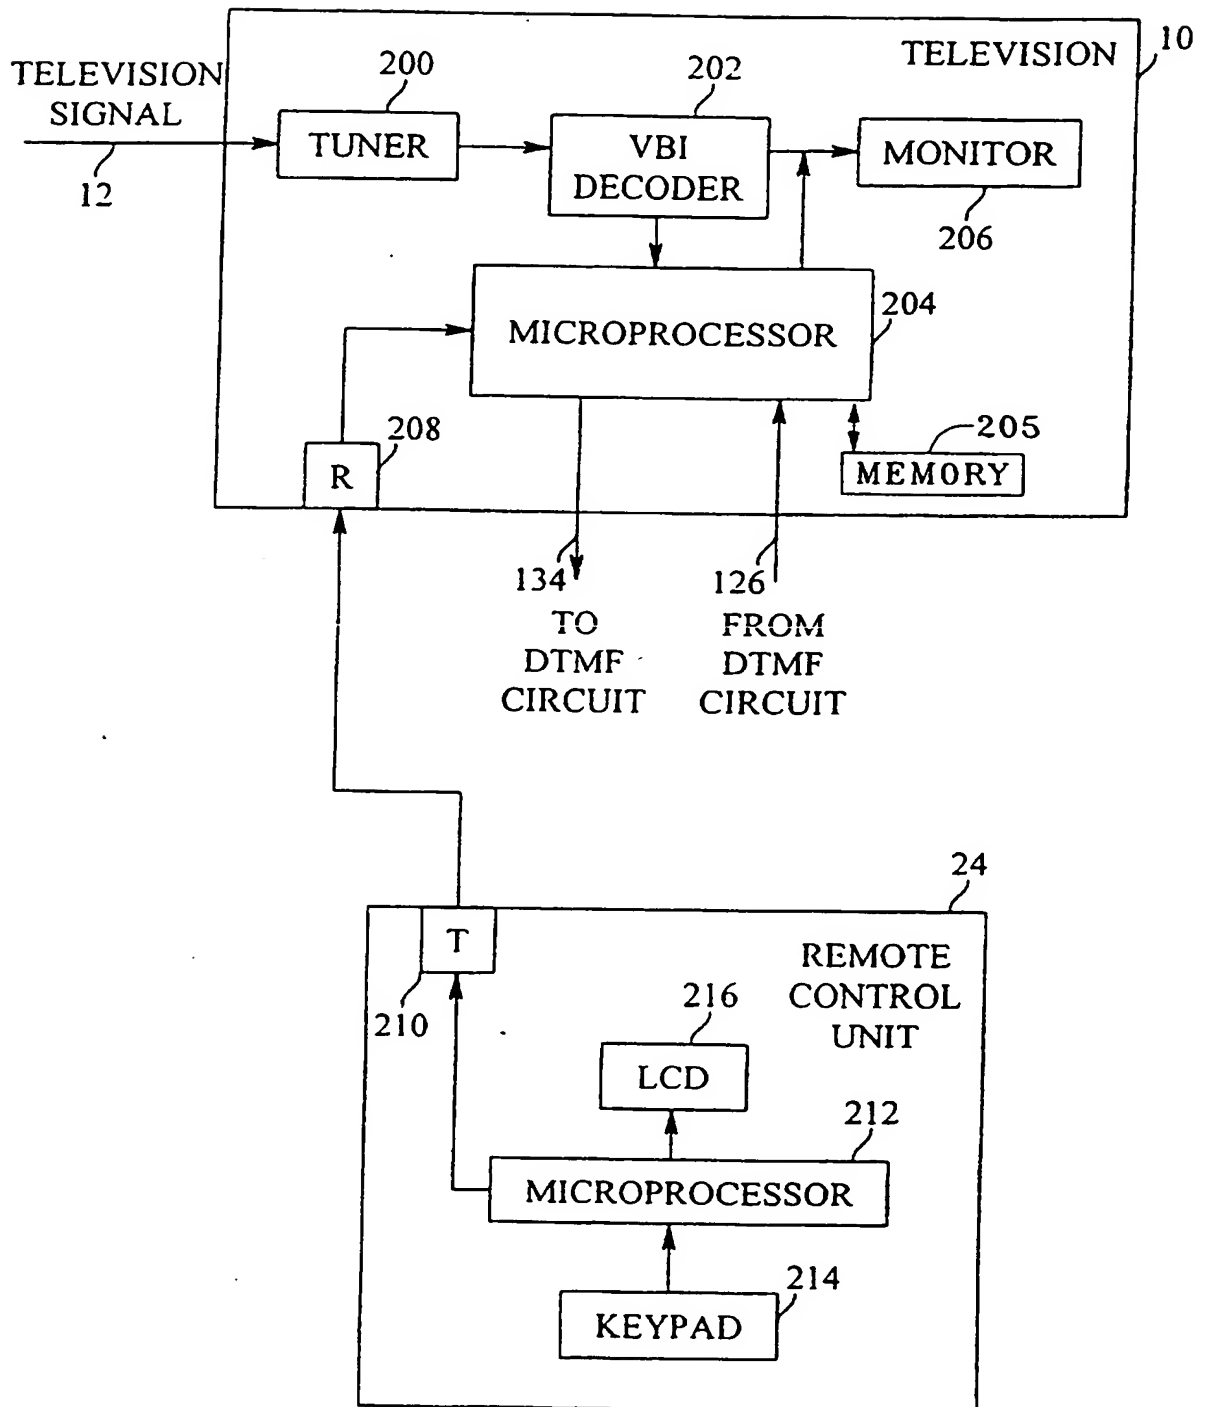 TELEVISION
10
TELEVISION
SIGNAL
12
200
TUNER
202
VBI
DECODER
MONITOR
206
204
MICROPROCESSOR
208
R
205
MEMORY
134
TO
DTMF
CIRCUIT
126
FROM
DTMF
CIRCUIT
24
T
210
REMOTE
CONTROL
UNIT
216
LCD
212
MICROPROCESSOR
214
KEYPAD